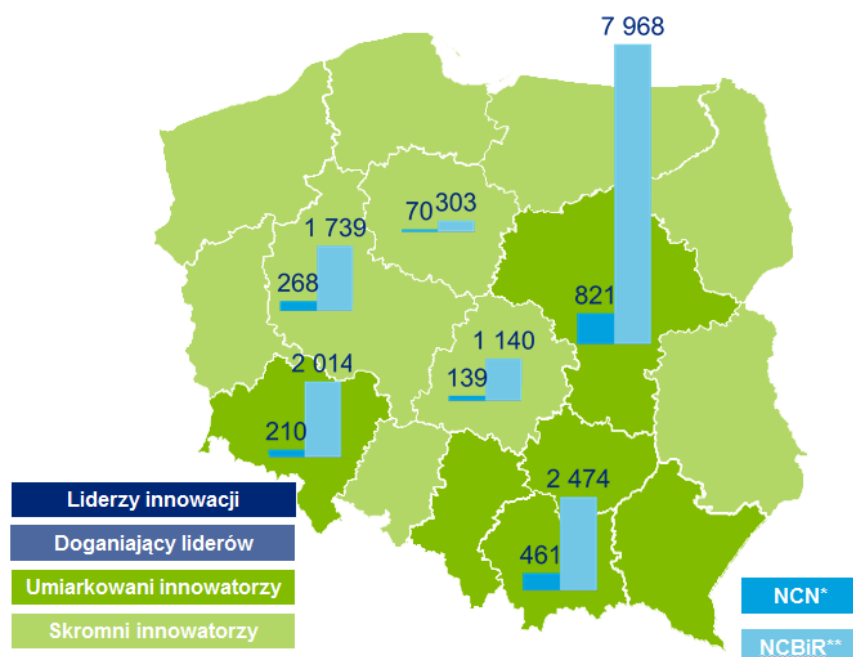 7 968
70 303
1 739
268
821
1 140
139
2 014
210
2 474
461
Liderzy innowacji
Doganiający liderów
Umiarkowani innowatorzy
Skromni innowatorzy
NCN*
NCBiR**